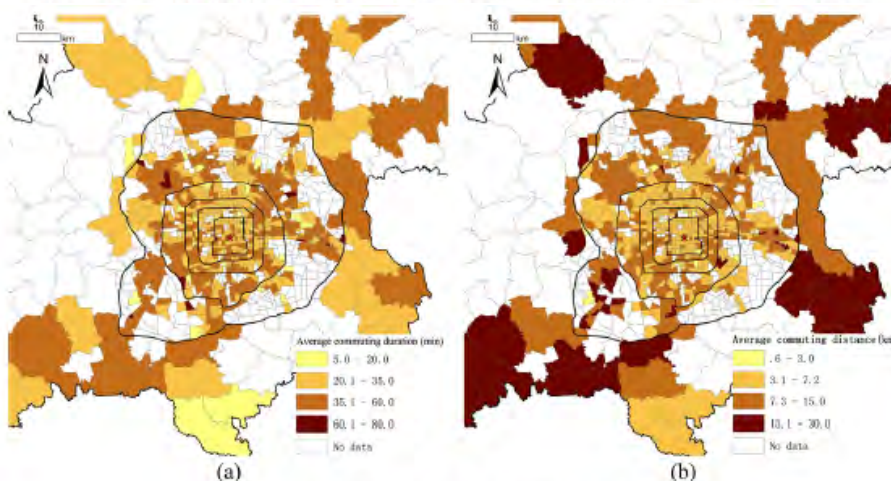 10
km
N
Average commuting duration (min)
5.0 - 20.0
20.1 - 35.0
35.1 - 60.0
60.1 - 80.0
No data
(a)
10
km
N
Average commuting distance (km
.6 - 3.0
3.1 - 7.2
7.3 - 15.0
15.1 - 30.0
No data
(b)